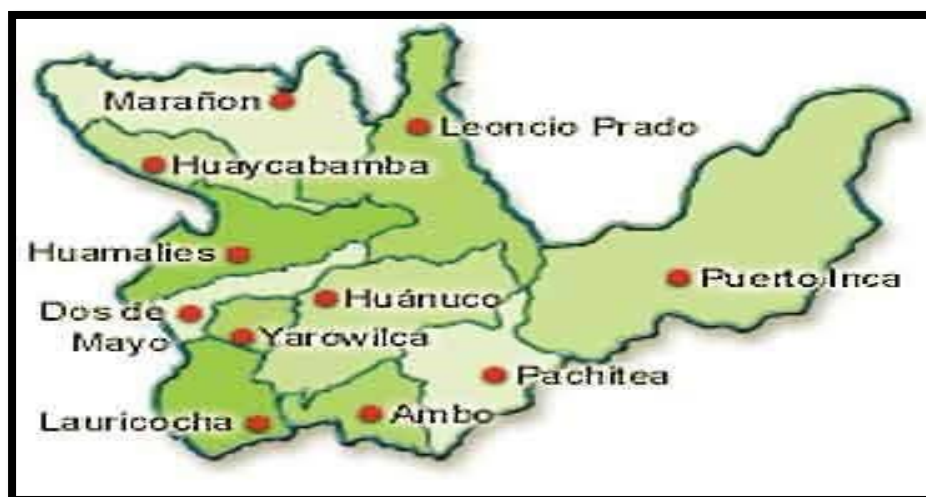 Marañon
Leoncio Prado
Huaycabamba
Huamalies
Puerto Inca
Huánuco
Dos de
Mayo
Yarowilca
Pachitea
Lauricocha
Ambo